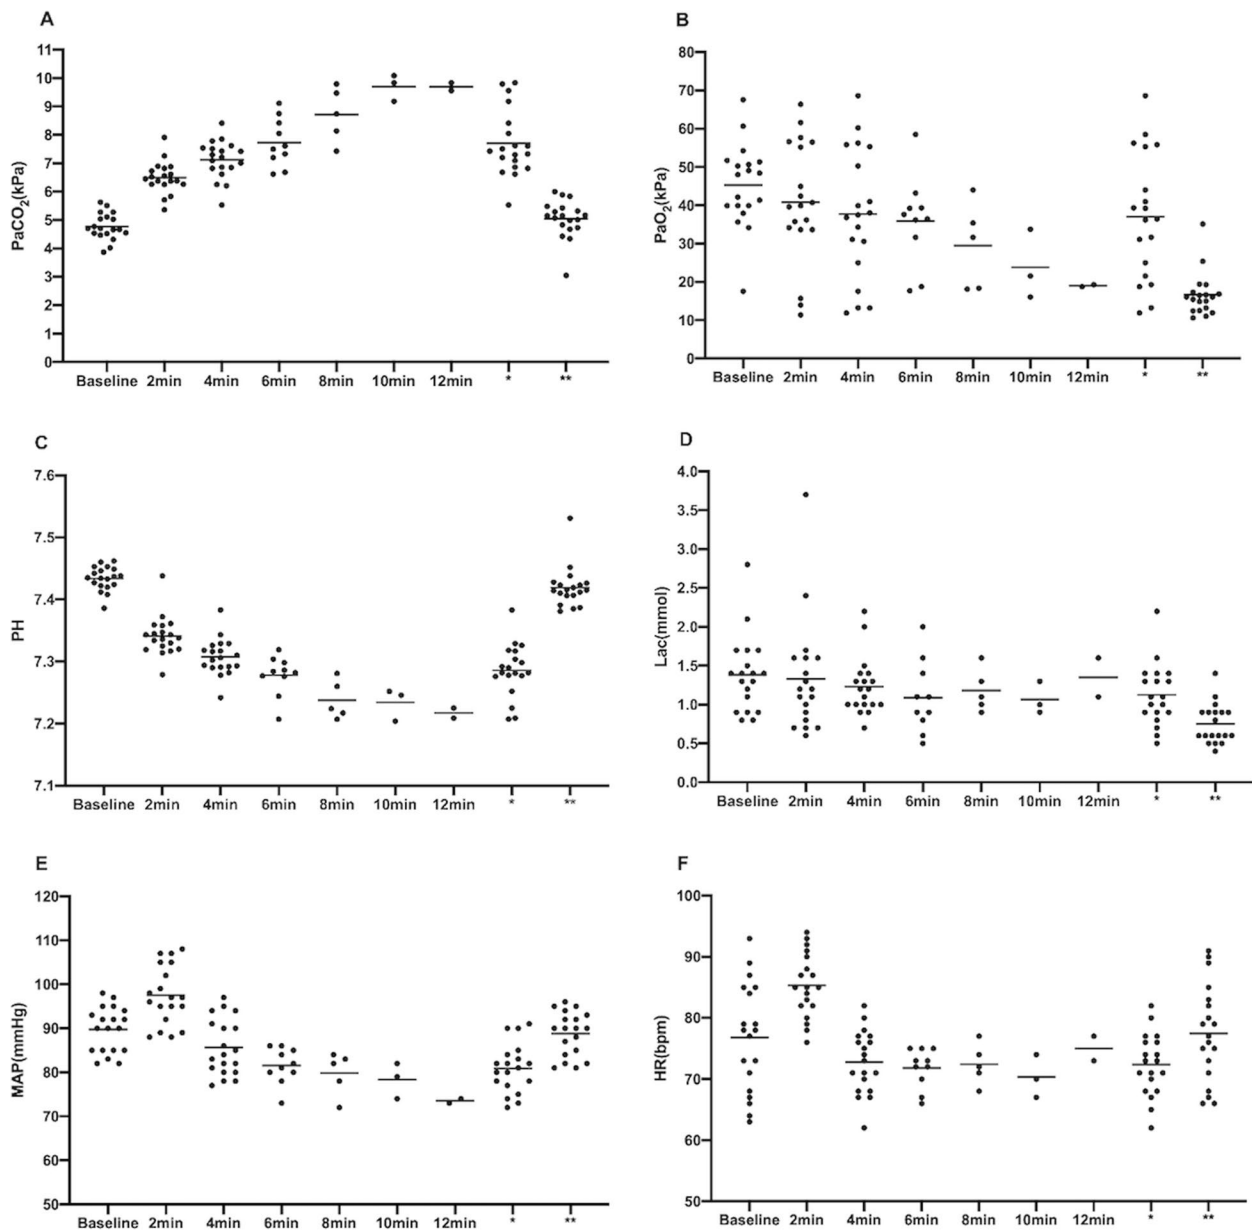 A
PaCO2(kPa)
11
10
9
8
7
6
5
4
3
2
1
0
Baseline 2min 4min 6min 8min 10min 12min * **
B
PaO2(kPa)
80
70
60
50
40
30
20
10
0
Baseline 2min 4min 6min 8min 10min 12min * **
C
PH
7.6
7.5
7.4
7.3
7.2
7.1
Baseline 2min 4min 6min 8min 10min 12min * **
D
Lac(mmol)
4.0
3.5
3.0
2.5
2.0
1.5
1.0
0.5
0.0
Baseline 2min 4min 6min 8min 10min 12min * **
E
MAP(mmHg)
120
110
100
90
80
70
60
50
Baseline 2min 4min 6min 8min 10min 12min * **
F
HR(bpm)
100
90
80
70
60
50
Baseline 2min 4min 6min 8min 10min 12min * **